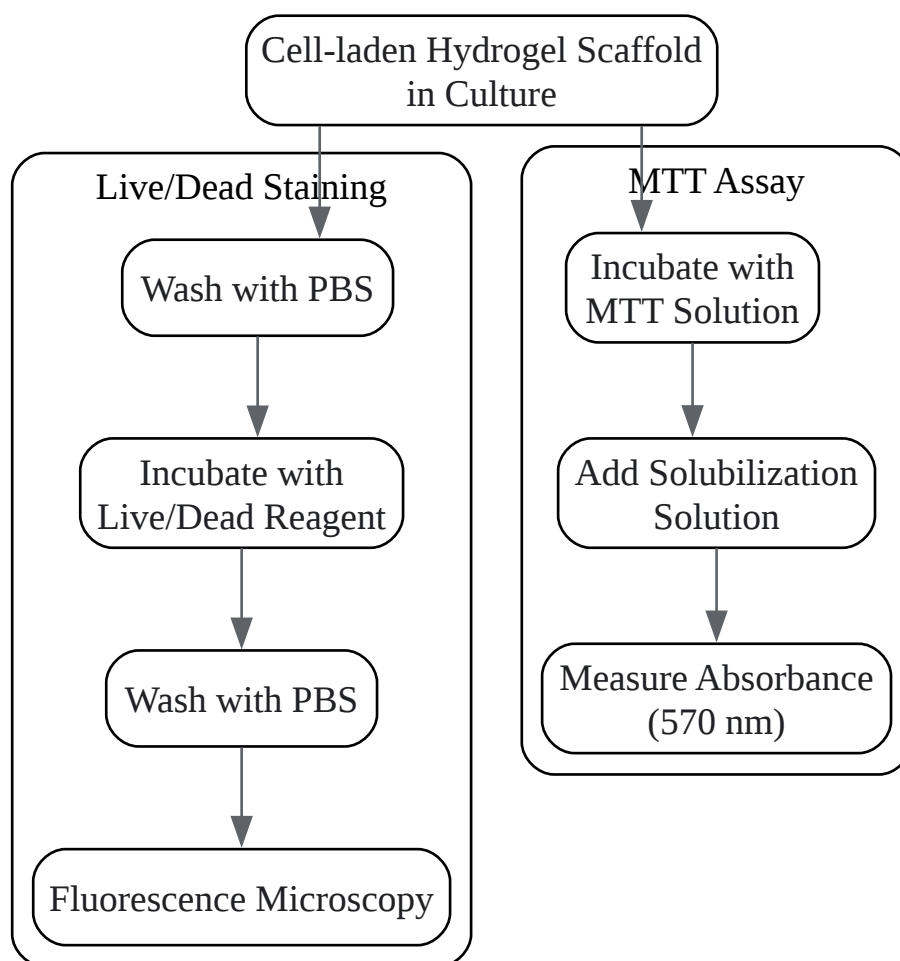 Cell-laden Hydrogel Scaffold
in Culture
Live/Dead Staining
Wash with PBS
Incubate with
Live/Dead Reagent
Wash with PBS
Fluorescence Microscopy
MTT Assay
Incubate with
MTT Solution
Add Solubilization
Solution
Measure Absorbance
(570 nm)